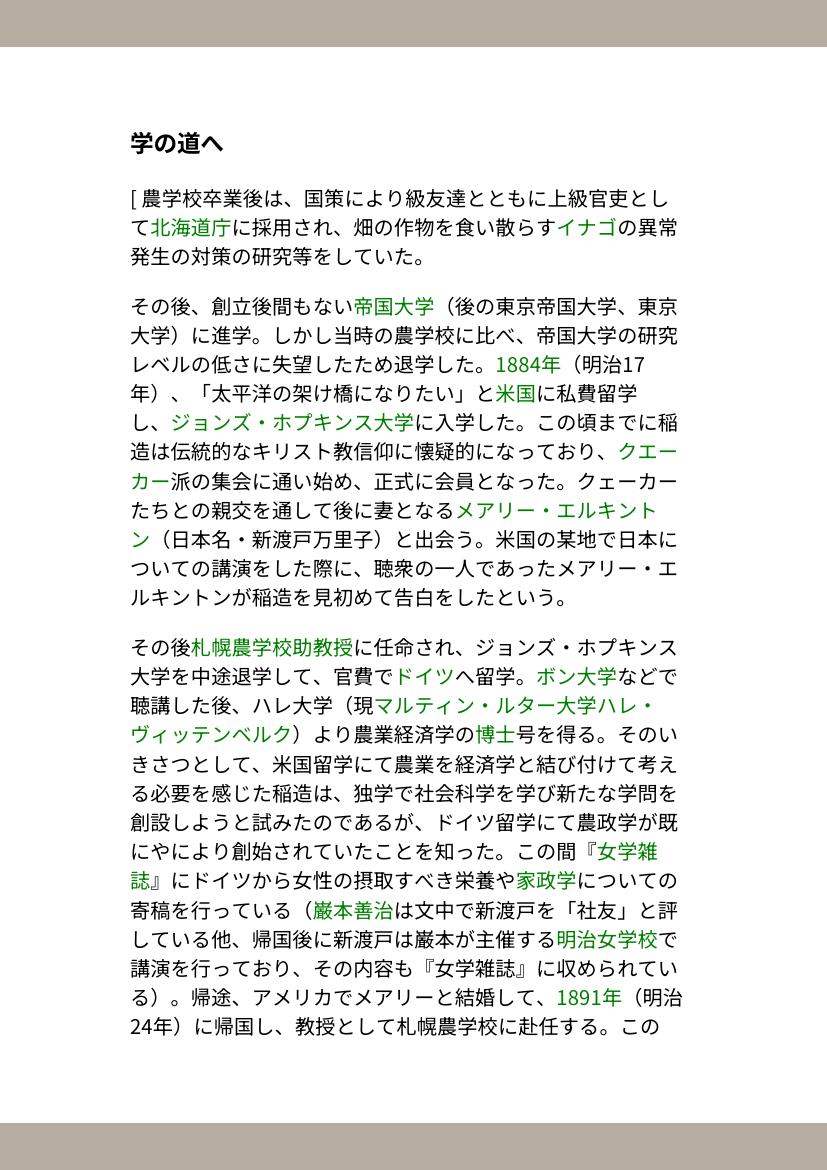 学の道へ
[ 農学校卒業後は、国策により級友達とともに上級官吏とし
て北海道庁に採用され、畑の作物を食い散らすイナゴの異常
発生の対策の研究等をしていた。
その後、創立後間もない帝国大学（後の東京帝国大学、東京
大学）に進学。しかし当時の農学校に比べ、帝国大学の研究
レベルの低さに失望したため退学した。1884年（明治17
年）、「太平洋の架け橋になりたい」と米国に私費留学
し、ジョンズ・ホプキンス大学に入学した。この頃までに稲
造は伝統的なキリスト教信仰に懐疑的になっており、クエー
カー派の集会に通い始め、正式に会員となった。クェーカー
たちとの親交を通して後に妻となるメアリー・エルキント
ン（日本名・新渡戸万里子）と出会う。米国の某地で日本に
ついての講演をした際に、聴衆の一人であったメアリー・エ
ルキントンが稲造を見初めて告白をしたという。
その後札幌農学校助教授に任命され、ジョンズ・ホプキンス
大学を中途退学して、官費でドイツへ留学。ボン大学などで
聴講した後、ハレ大学（現マルティン・ルター大学ハレ・
ヴィッテンベルク）より農業経済学の博士号を得る。そのい
きさつとして、米国留学にて農業を経済学と結び付けて考え
る必要を感じた稲造は、独学で社会科学を学び新たな学問を
創設しようと試みたのであるが、ドイツ留学にて農政学が既
にやにより創始されていたことを知った。この間『女学雑
誌』にドイツから女性の摂取すべき栄養や家政学についての
寄稿を行っている（巌本善治は文中で新渡戸を「社友」と評
している他、帰国後に新渡戸は巌本が主催する明治女学校で
講演を行っており、その内容も『女学雑誌』に収められてい
る）。帰途、アメリカでメアリーと結婚して、1891年（明治
24年）に帰国し、教授として札幌農学校に赴任する。この